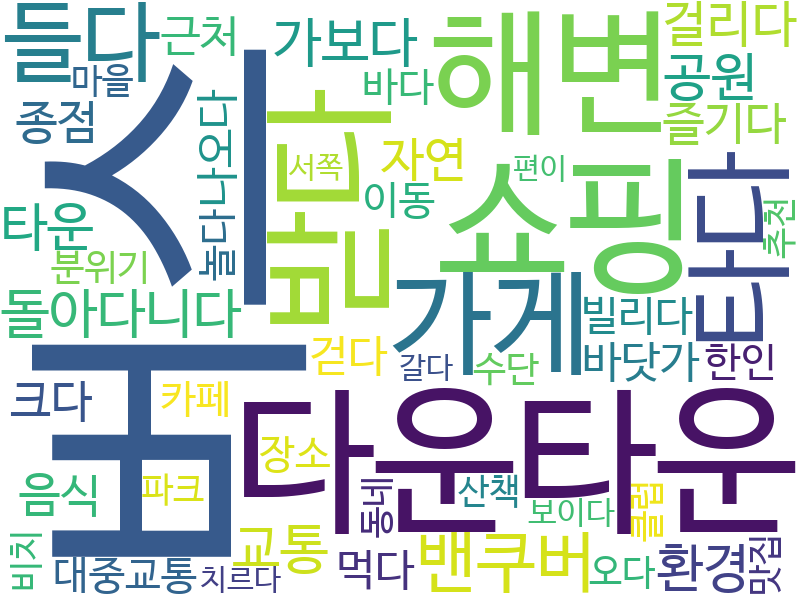 들다
근처
가보다
해변
걸리다
마을
바다
공원
종점
버스
나오다
서쪽
자연
편이
즐기다
타운
놀다
이동
쇼핑
타다
추천
분위기
돌아다니다
가게
빌리다
걷다
갈다
수단
바닷가
한인
크다
카페
다운타운
장소
음식
파크
동네
산책
보이다
클럽
비치
대중교통
치르다
교통
먹다
밴쿠버
오다
환경
맛집